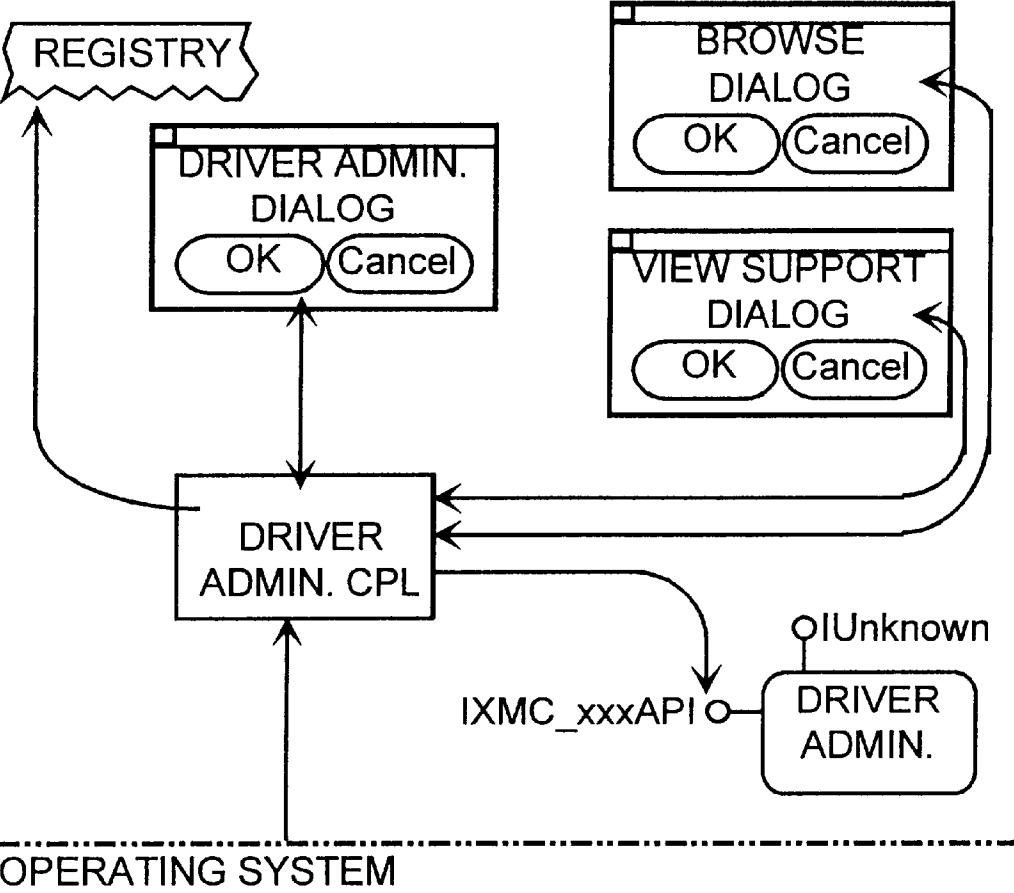 REGISTRY
BROWSE
DIALOG
OK Cancel
DRIVER ADMIN.
DIALOG
OK Cancel
VIEW SUPPORT
DIALOG
OK Cancel
DRIVER
ADMIN. CPL
IUnknown
IXMC_xxxAPI
DRIVER
ADMIN.
OPERATING SYSTEM